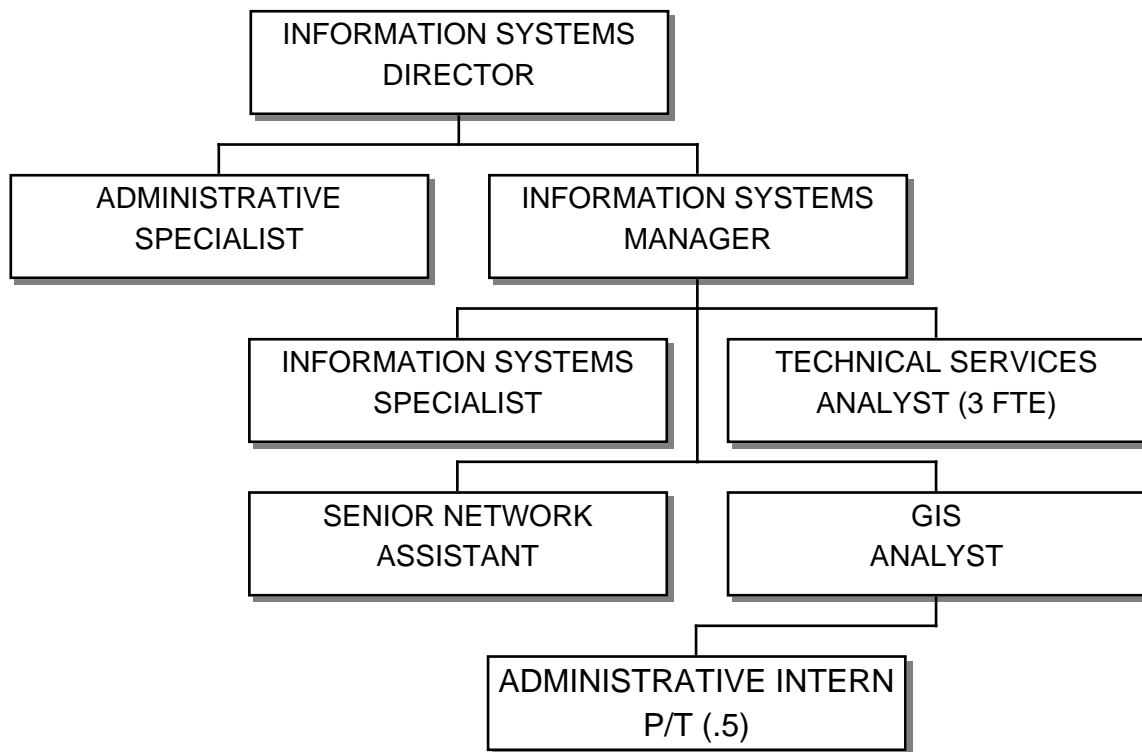 INFORMATION SYSTEMS
DIRECTOR
ADMINISTRATIVE
SPECIALIST
INFORMATION SYSTEMS
MANAGER
INFORMATION SYSTEMS
SPECIALIST
TECHNICAL SERVICES
ANALYST (3 FTE)
SENIOR NETWORK
ASSISTANT
GIS
ANALYST
ADMINISTRATIVE INTERN
P/T (.5)